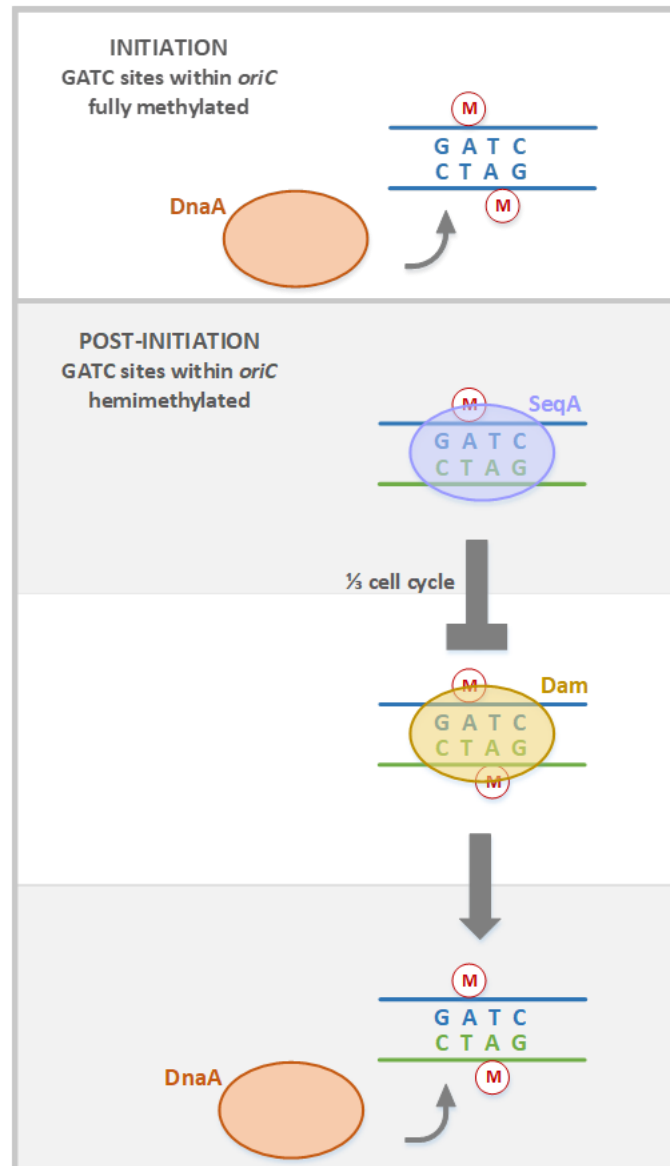 INITIATION
GATC sites within oriC
fully methylated
M
G A T C
C T A G
DnaA
M
POST-INITIATION
GATC sites within oriC
hemimethylated
M
SeqA
G A T C
C T A G
⅓ cell cycle
M
Dam
G A T C
C T A G
M
M
G A T C
C T A G
DnaA
M